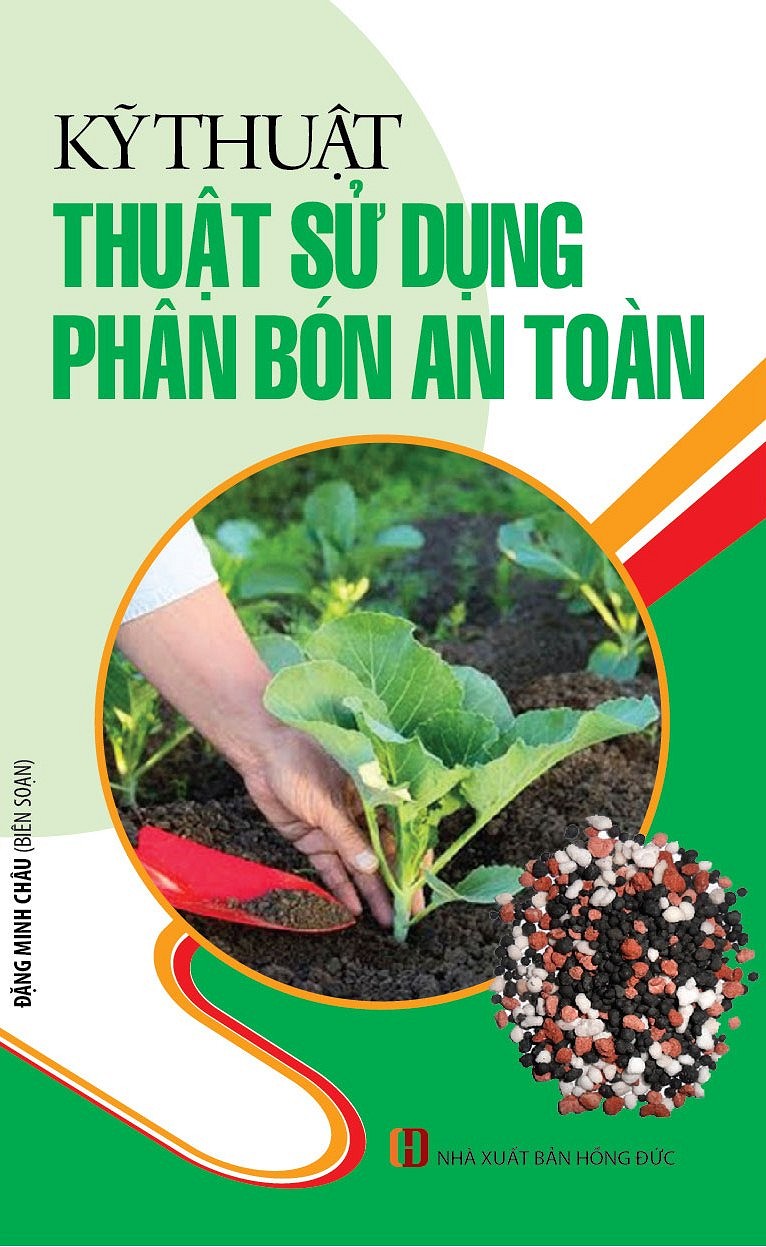 KỸ THUẬT
THUẬT SỬ DỤNG
PHÂN BÓN AN TOÀN
ĐẶNG MINH CHÂU (BIÊN SOẠN)
NHÀ XUẤT BẢN HỒNG ĐỨC